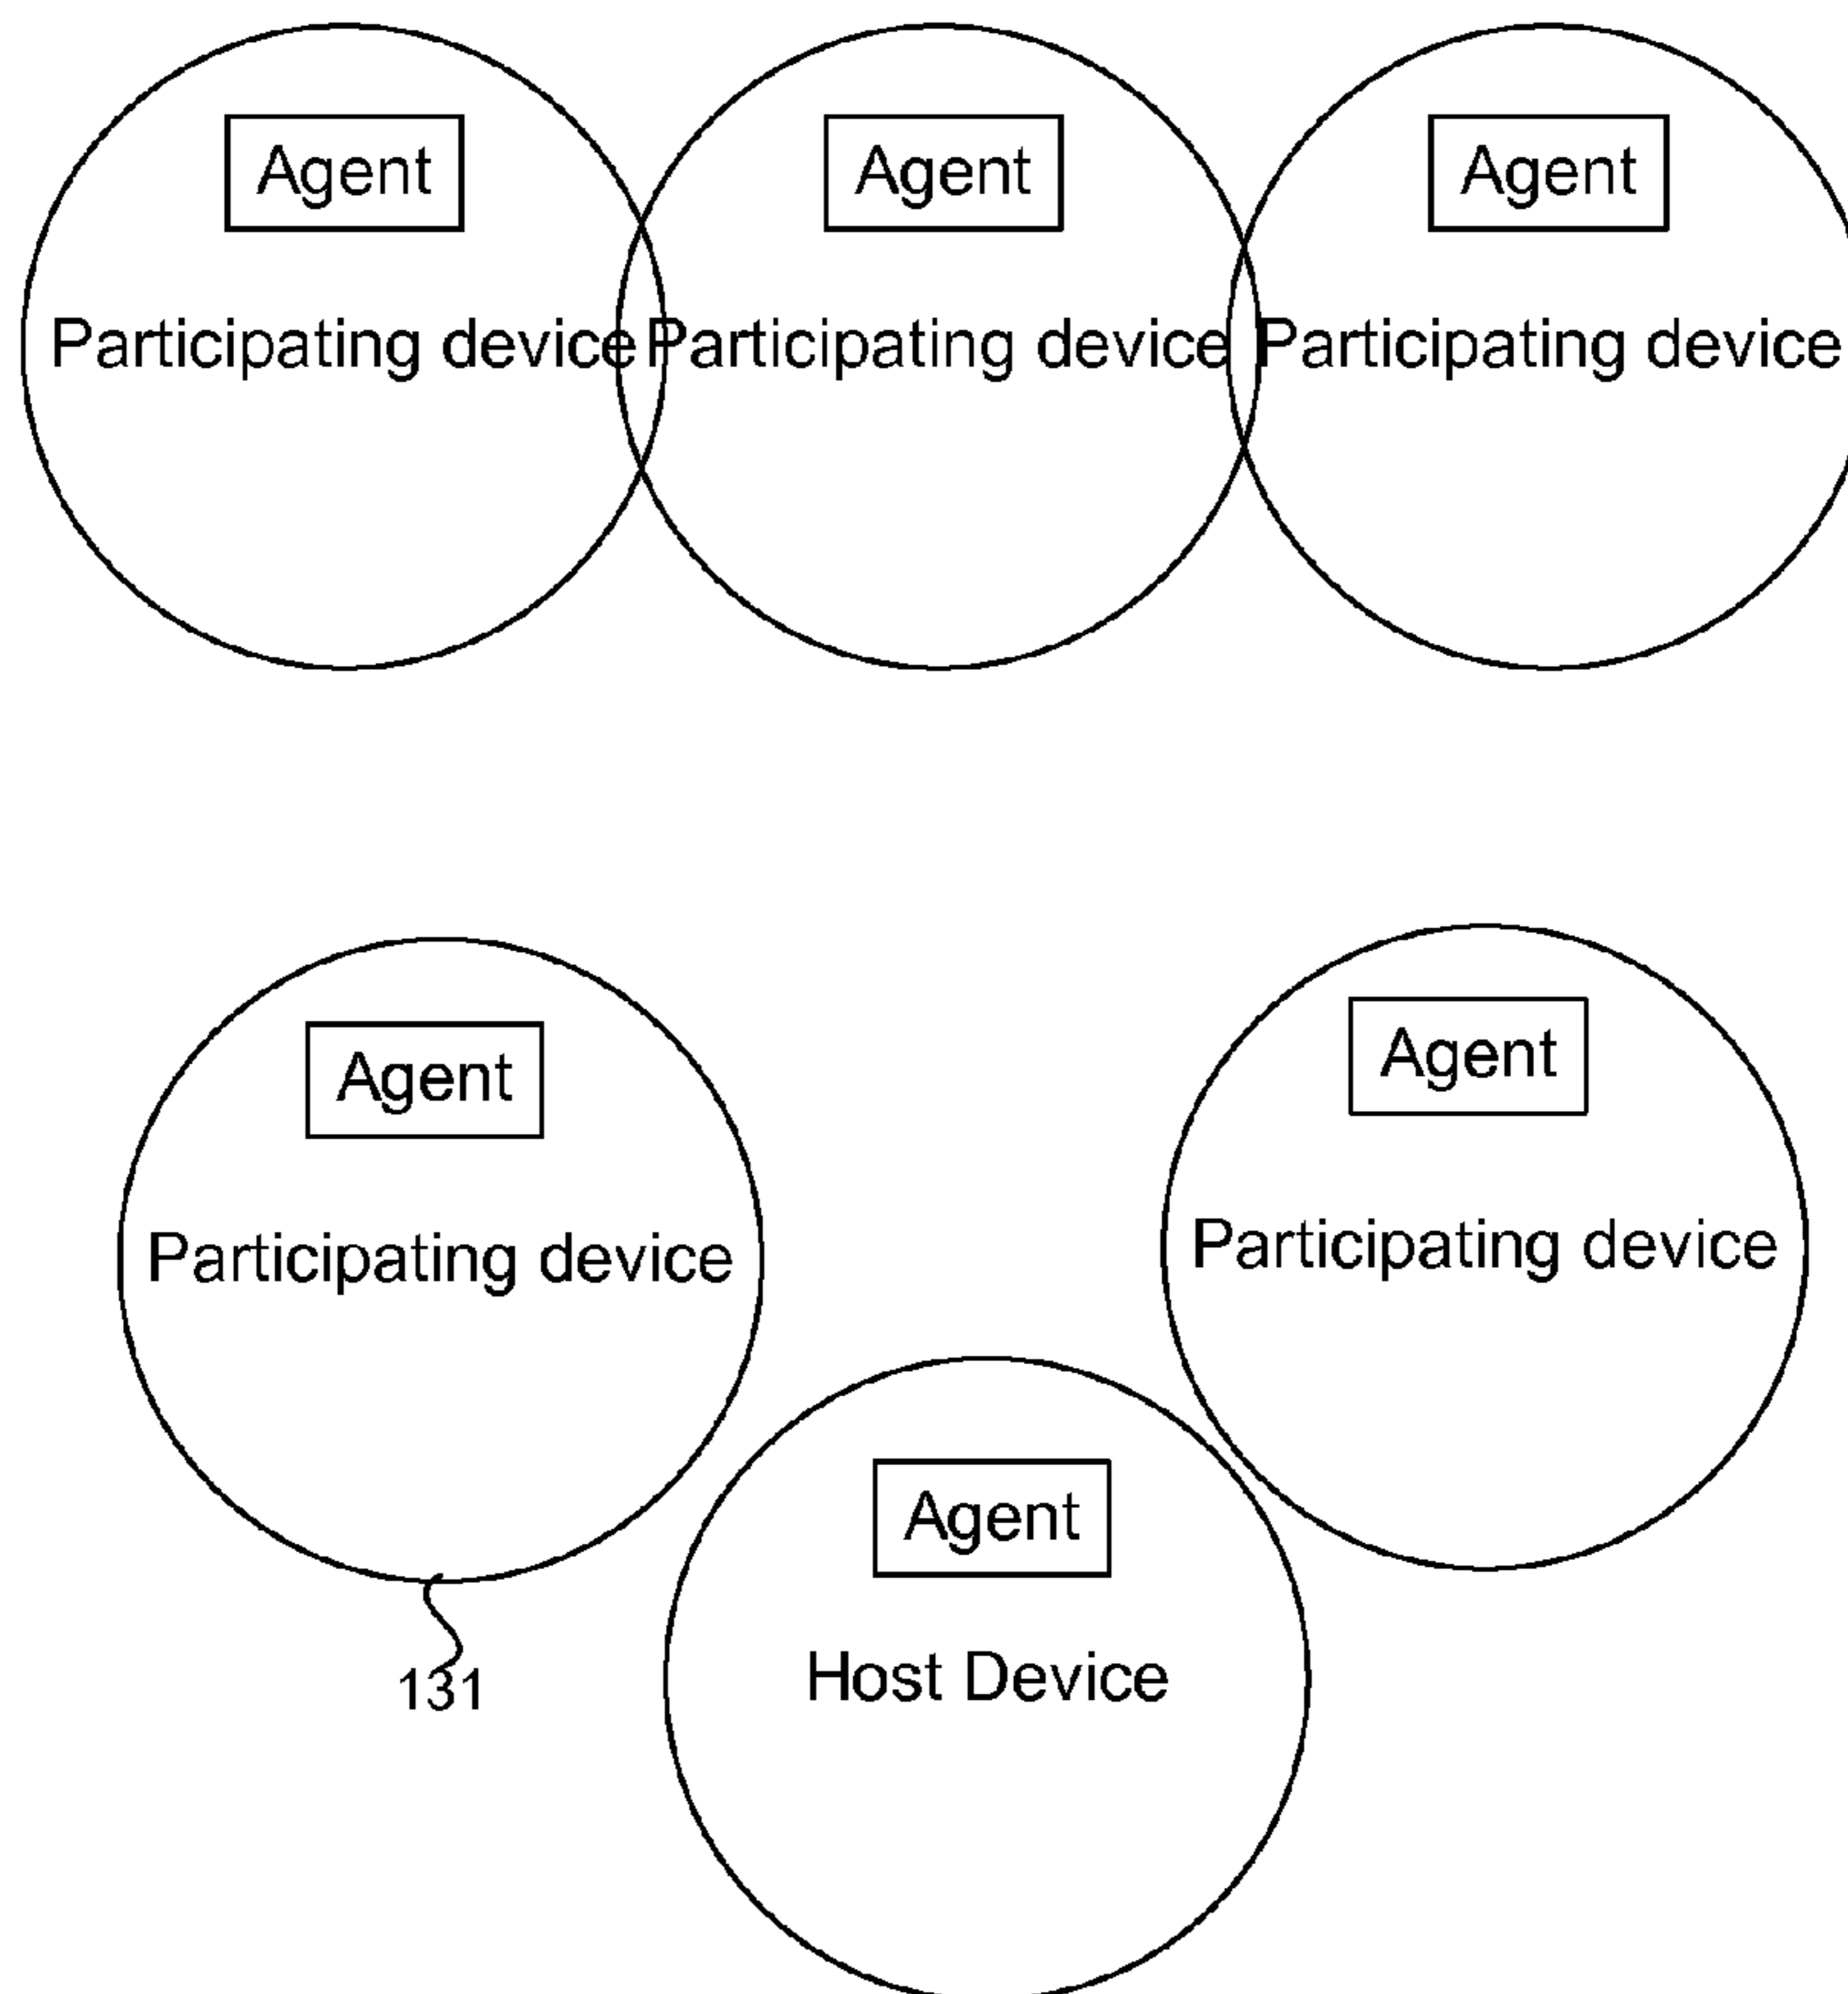 Agent Agent Agent
Participating device Participating device Participating device
Agent
Agent
Participating device
Participating device
Agent
Host Device
131